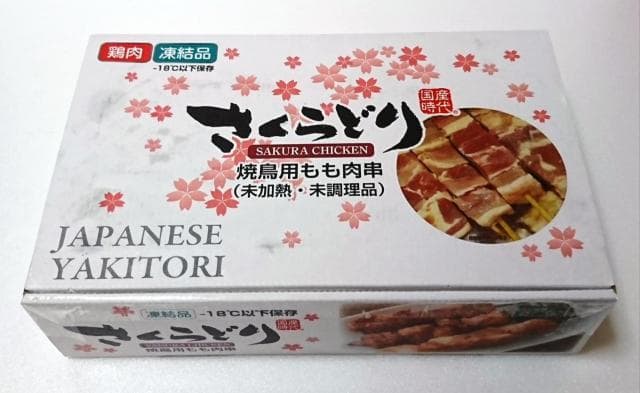 鶏肉 凍結品
-18℃以下保存
さくらどり
国産
時代
SAKURA CHICKEN
焼鳥用もも肉串
(未加熱・未調理品)
JAPANESE
YAKITORI
凍結品 -18℃以下保存
さくらどり
国産
時代
SAKURA CHICKEN
焼鳥用もも肉串